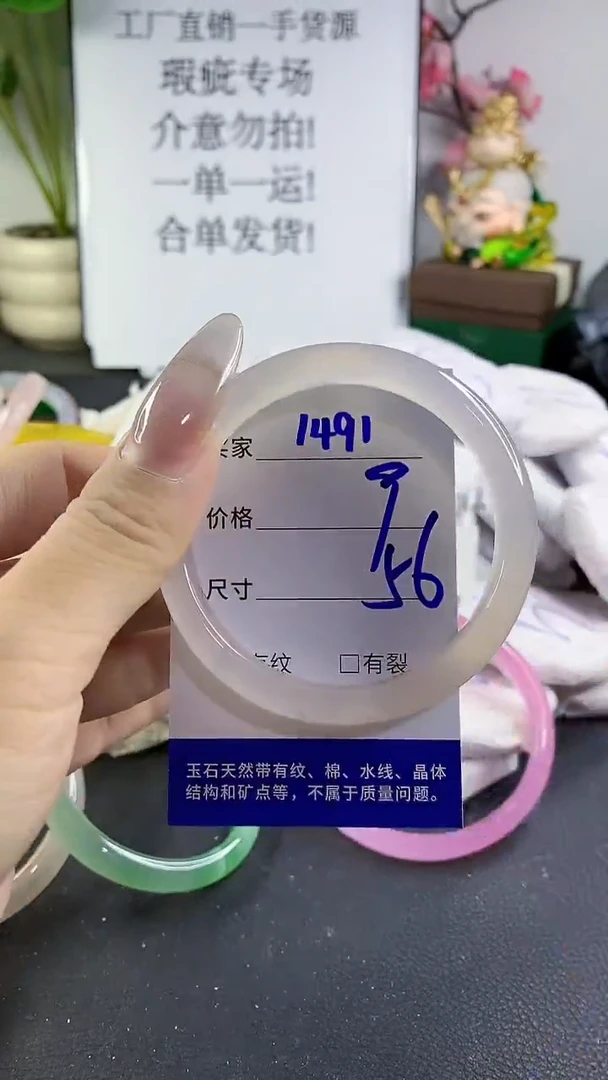 工厂直销一手货源
瑕疵专场
介意勿拍!
一单一运!
合单发货!
买家 1491
价格
尺寸 56
有纹 □有裂
玉石天然带有纹、棉、水线、晶体
结构和矿点等，不属于质量问题。